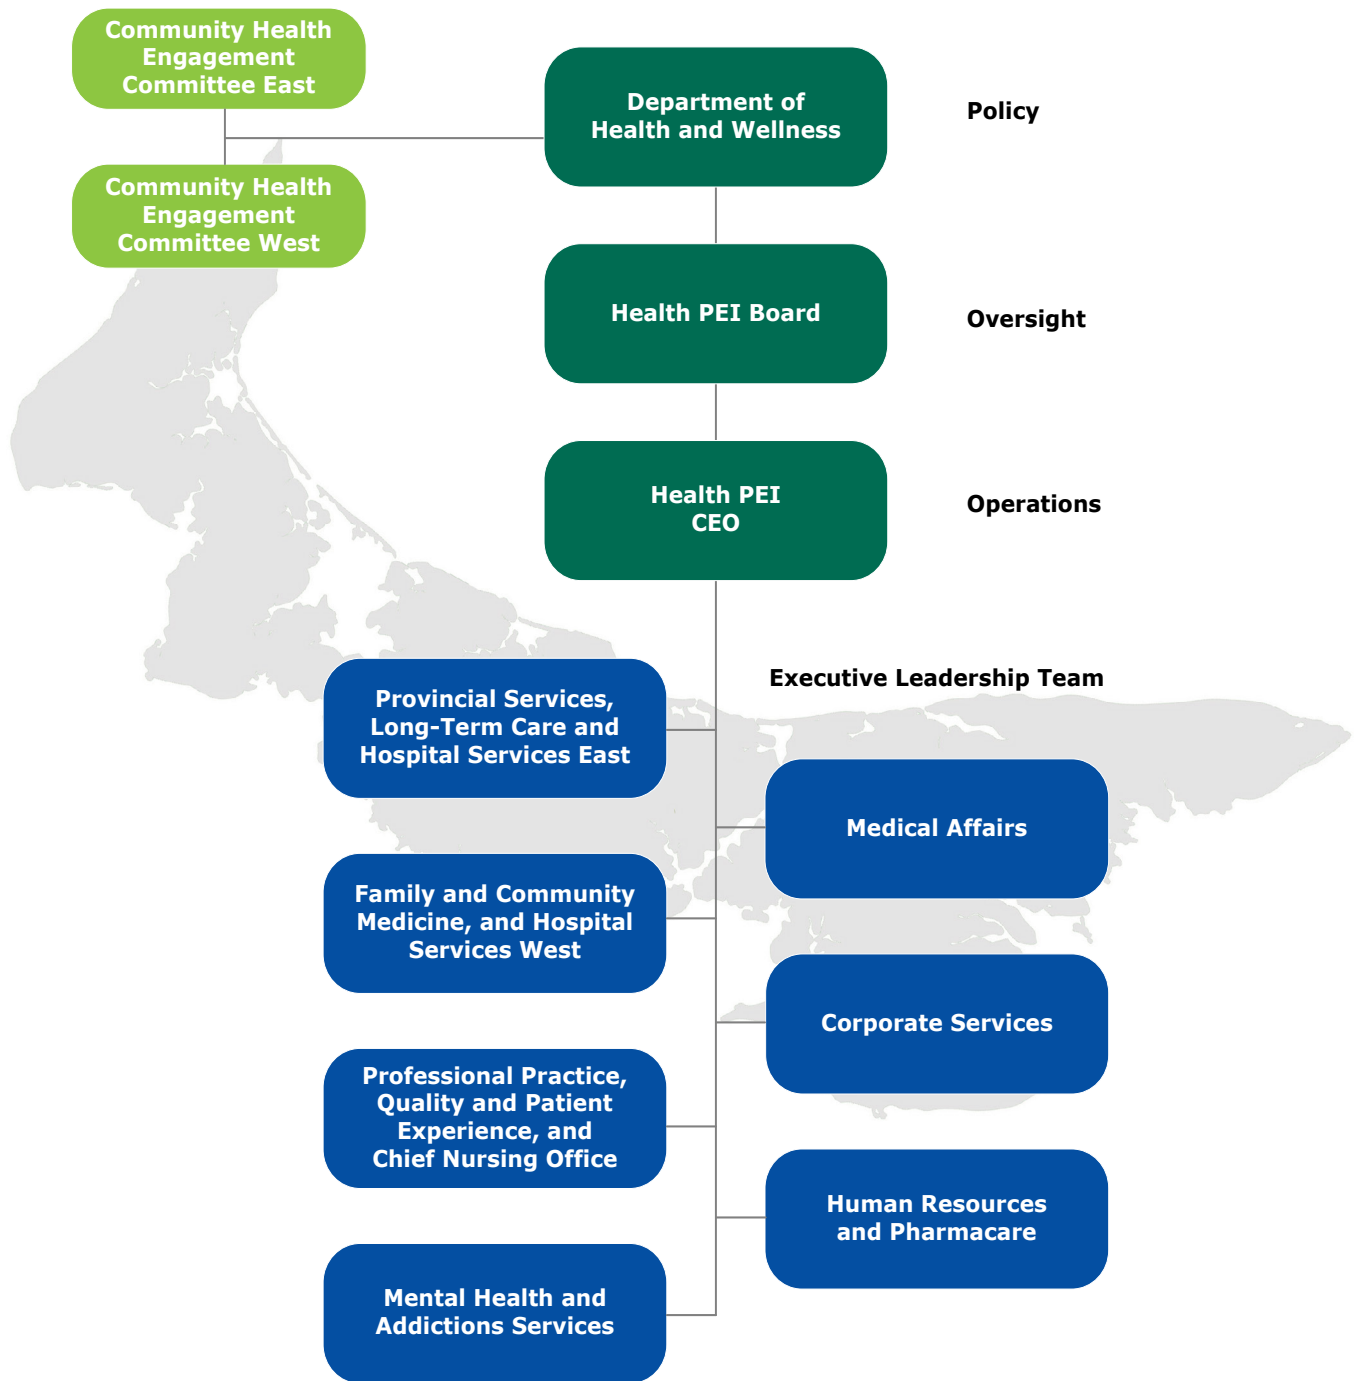 Community Health
Engagement
Committee East
Department of
Health and Wellness
Policy
Community Health
Engagement
Committee West
Health PEI Board
Oversight
Health PEI
CEO
Operations
Executive Leadership Team
Provincial Services,
Long-Term Care and
Hospital Services East
Medical Affairs
Family and Community
Medicine, and Hospital
Services West
Corporate Services
Professional Practice,
Quality and Patient
Experience, and
Chief Nursing Office
Human Resources
and Pharmacare
Mental Health and
Addictions Services